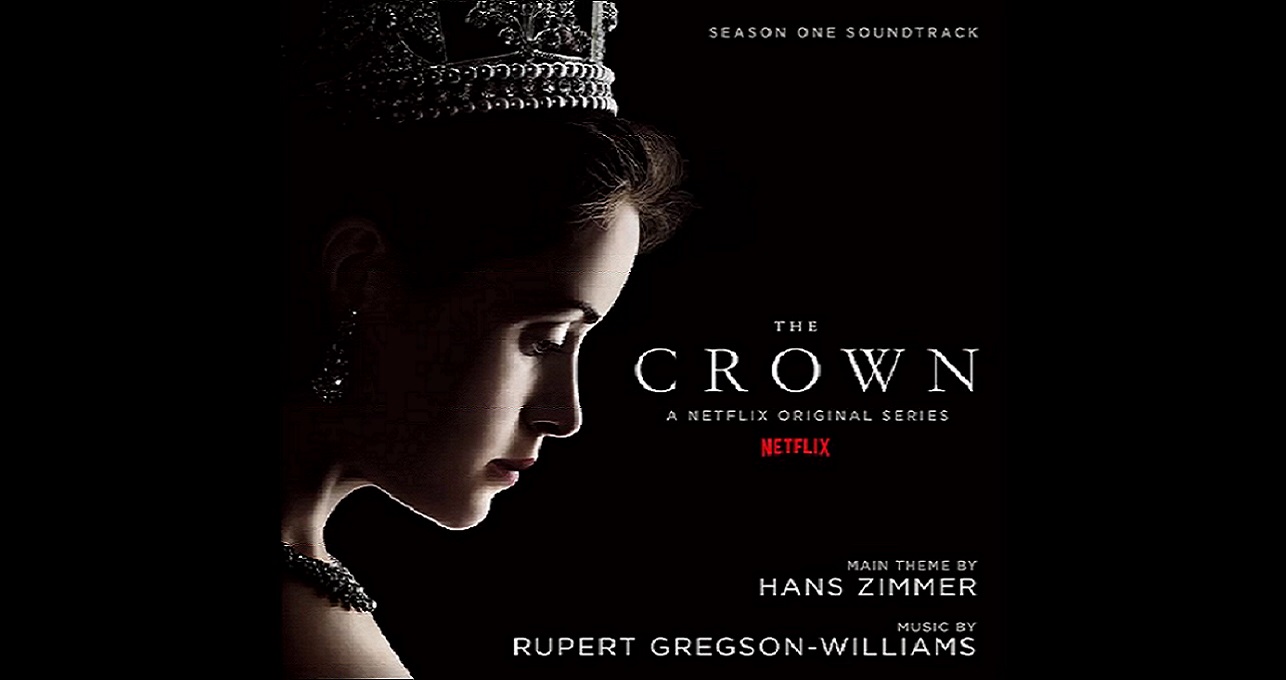 SEASON ONE SOUNDTRACK
THE
CROWN
A NETFLIX ORIGINAL SERIES
NETFLIX
MAIN THEME BY
HANS ZIMMER
MUSIC BY
RUPERT GREGSON-WILLIAMS